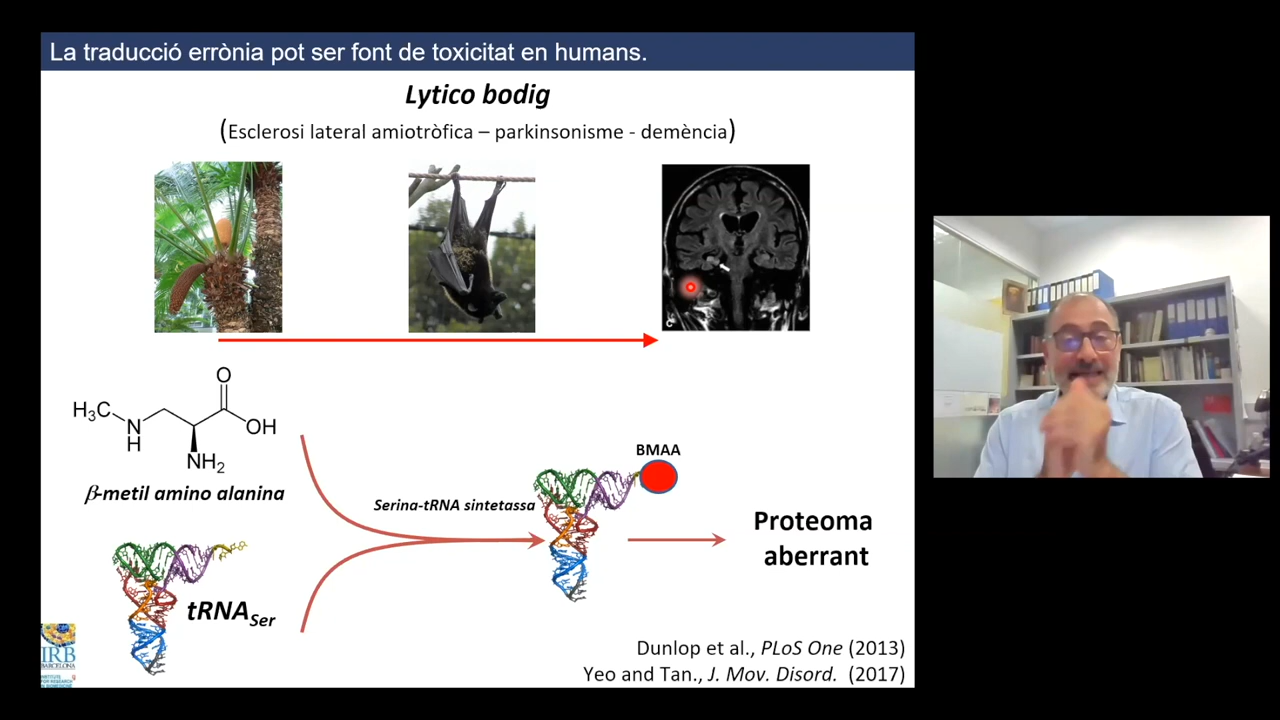 La traducció errònia pot ser font de toxicitat en humans.
Lytico bodig
(Esclerosi lateral amiotròfica – parkinsonisme - demència)
O
H₃C
OH
N
H
NH₂
β-metil amino alanina
BMAA
Serina-tRNA sintetassa
Proteoma
aberrant
tRNA_Ser
Dunlop et al., PLoS One (2013)
Yeo and Tan., J. Mov. Disord. (2017)
IRB
BARCELONA